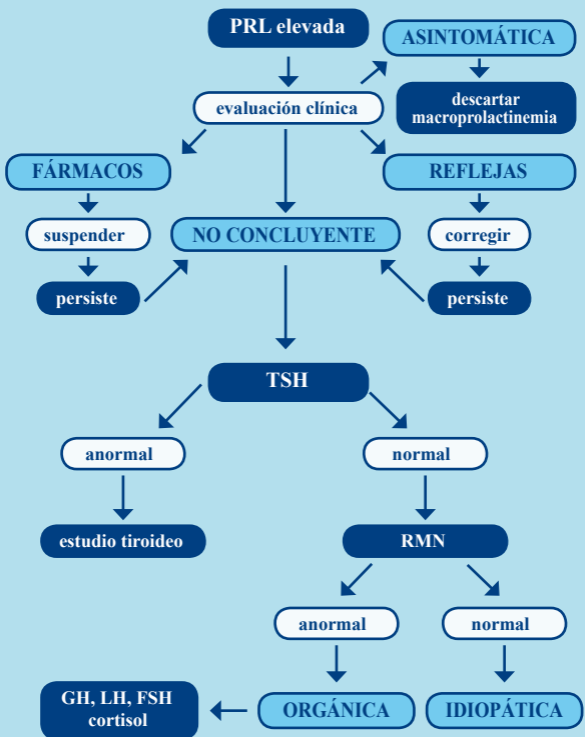 PRL elevada
ASINTOMÁTICA
evaluación clínica
descartar
macroprolactinemia
FÁRMACOS
REFLEJAS
suspender
NO CONCLUYENTE
corregir
persiste
persiste
TSH
anormal
normal
estudio tiroideo
RMN
anormal
normal
GH, LH, FSH
cortisol
ORGÁNICA
IDIOPÁTICA